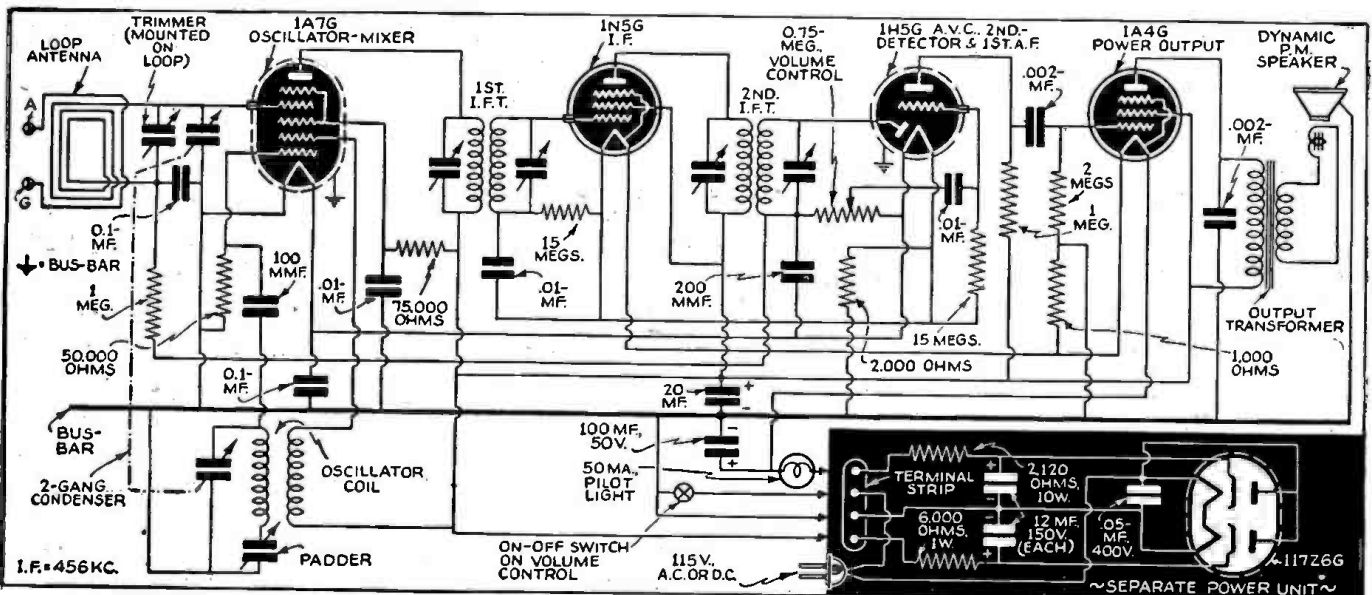 LOOP
ANTENNA
TRIMMER
(MOUNTED
ON
LOOP)
1A7G
OSCILLATOR-MIXER
1N5G
I.F.
0.75-
MEG.,
VOLUME
CONTROL
1H5G A.V.C., 2ND.-
DETECTOR & 1ST. A.F.
1A4G
POWER OUTPUT
DYNAMIC
P.M.
SPEAKER
A
G
1ST.
I.F.T.
2ND.
I.F.T.
.002-
MF.
.002-
MF.
0.1-
MF.
= BUS-BAR
1
MEG.
50,000
OHMS
100
MMF.
.01-
MF.
75,000
OHMS
15
MEGS.
.01-
MF.
200
MMF.
.01-
MF.
2
MEGS
1
MEG.
15 MEGS.
2,000 OHMS
1,000
OHMS
OUTPUT
TRANSFORMER
0.1-
MF.
20
MF.
+
-
BUS-
BAR
2-GANG
CONDENSER
OSCILLATOR
COIL
PADDER
I.F.=456 KC.
100 MF.,
50V.
-
+
50 MA.,
PILOT
LIGHT
ON-OFF SWITCH
ON VOLUME
CONTROL
115 V.,
A.C. OR D.C.
TERMINAL
STRIP
2,120
OHMS,
10W.
6,000
OHMS,
1W
+
-
-
+
12 MF.
150V.
(EACH)
.05-
MF.
400V.
117Z6G
~SEPARATE POWER UNIT~